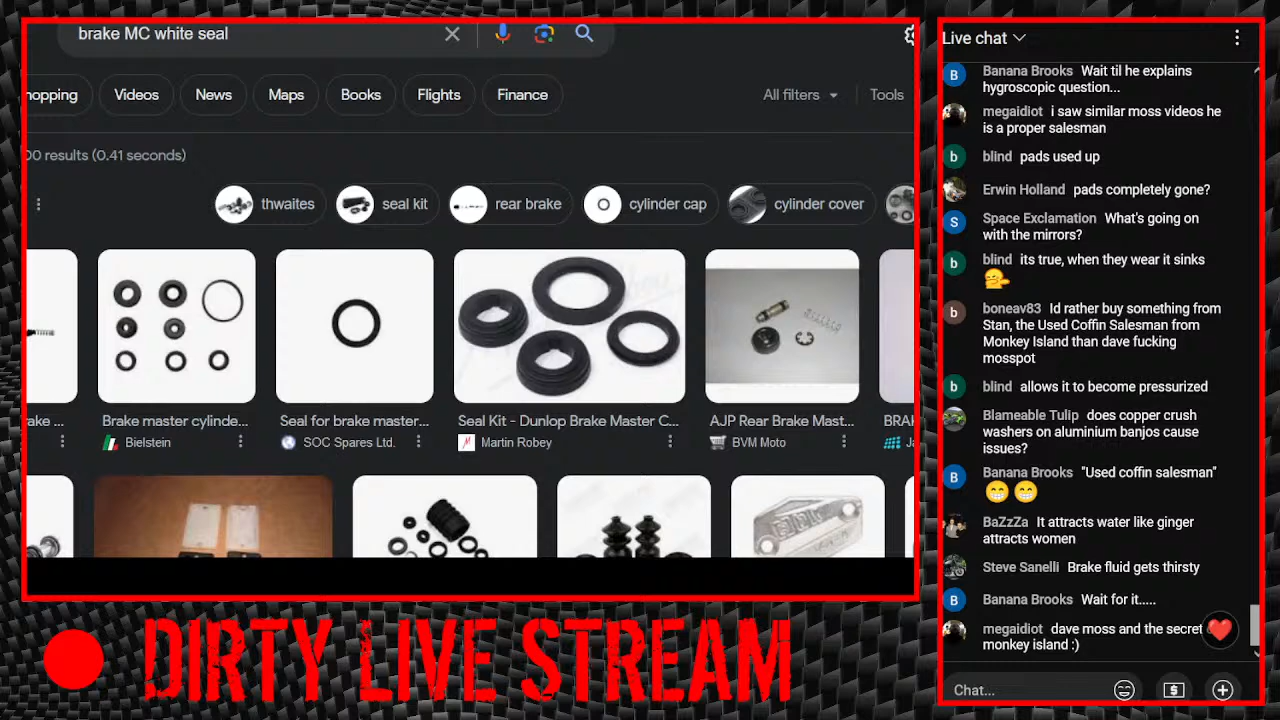 brake MC white seal
hopping
Videos
News
Maps
Books
Flights
Finance
All filters
Tools
00 results (0.41 seconds)
thwaites
seal kit
rear brake
cylinder cap
cylinder cover
ake ...
Brake master cylinde...
Bielstein
Seal for brake master...
SOC Spares Ltd.
Seal Kit - Dunlop Brake Master C...
Martin Robey
AJP Rear Brake Mast...
BVM Moto
BRAI
Ja
DIRTY LIVE STREAM
Live chat
Banana Brooks Wait til he explains
hygroscopic question...
megaidiot i saw similar moss videos he
is a proper salesman
blind pads used up
Erwin Holland pads completely gone?
Space Exclamation What's going on
with the mirrors?
blind its true, when they wear it sinks
boneav83 Id rather buy something from
Stan, the Used Coffin Salesman from
Monkey Island than dave fucking
mosspot
blind allows it to become pressurized
Blameable Tulip does copper crush
washers on aluminium banjos cause
issues?
Banana Brooks "Used coffin salesman"
BaZzZa It attracts water like ginger
attracts women
Steve Sanelli Brake fluid gets thirsty
Banana Brooks Wait for it.....
megaidiot dave moss and the secret
monkey island :)
Chat...